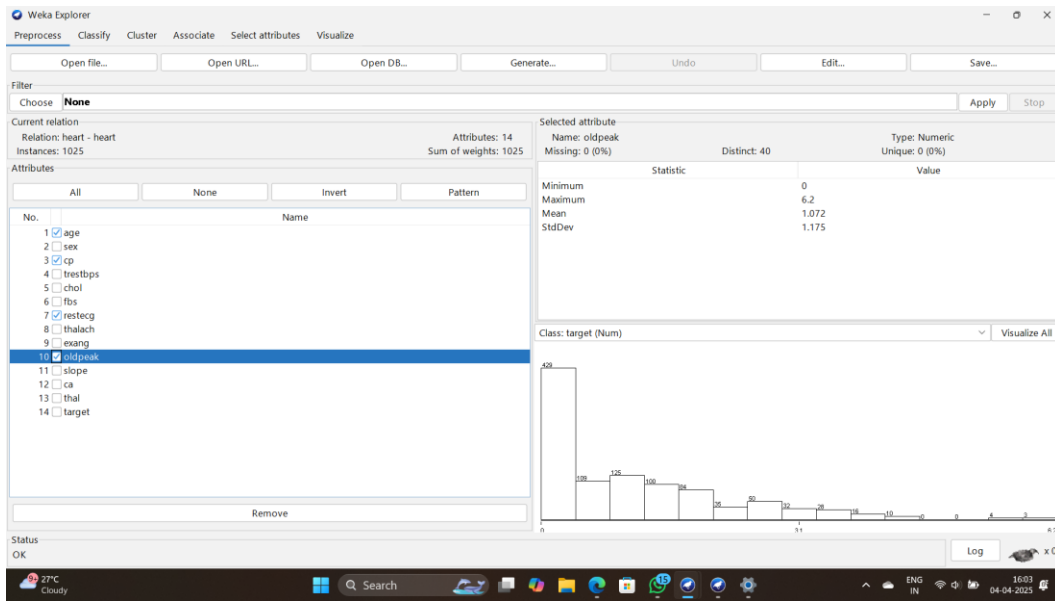 Weka Explorer
Preprocess Classify Cluster Associate Select attributes Visualize
Open file... Open URL... Open DB... Generate... Undo Edit... Save...
Filter
Choose None Apply Stop
Current relation
Relation: heart - heart Attributes: 14
Instances: 1025 Sum of weights: 1025
Attributes
All None Invert Pattern
No. Name
1 age
2 sex
3 cp
4 trestbps
5 chol
6 fbs
7 restecg
8 thalach
9 exang
10 oldpeak
11 slope
12 ca
13 thal
14 target
Remove
Selected attribute
Name: oldpeak Type: Numeric
Missing: 0 (0%) Distinct: 40 Unique: 0 (0%)
Statistic Value
Minimum 0
Maximum 6.2
Mean 1.072
StdDev 1.175
Class: target (Num) Visualize All
429
109 125 100 84 35 50 32 28 16 10 0 0 4 3
0 3.1
Status
OK
Log x 0
9+ 27°C
Cloudy
Search
15
ENG
IN
16:03
04-04-2025